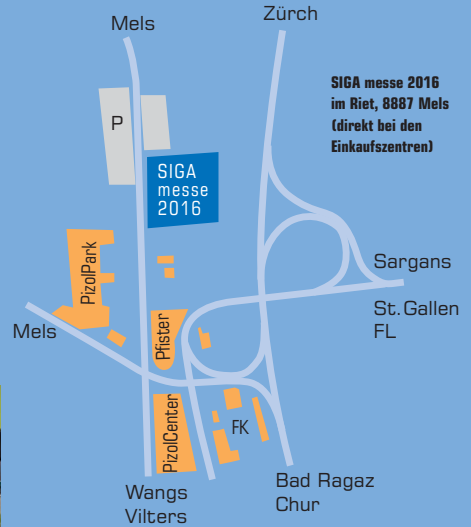 Mels
Zürich
SIGA messe 2016
im Riet, 8887 Mels
(direkt bei den
Einkaufszentren)
P
SIGA
messe
2016
PizolPark
Sargans
St.Gallen
FL
Mels
Pfister
PizolCenter
FK
Wangs
Vilters
Bad Ragaz
Chur